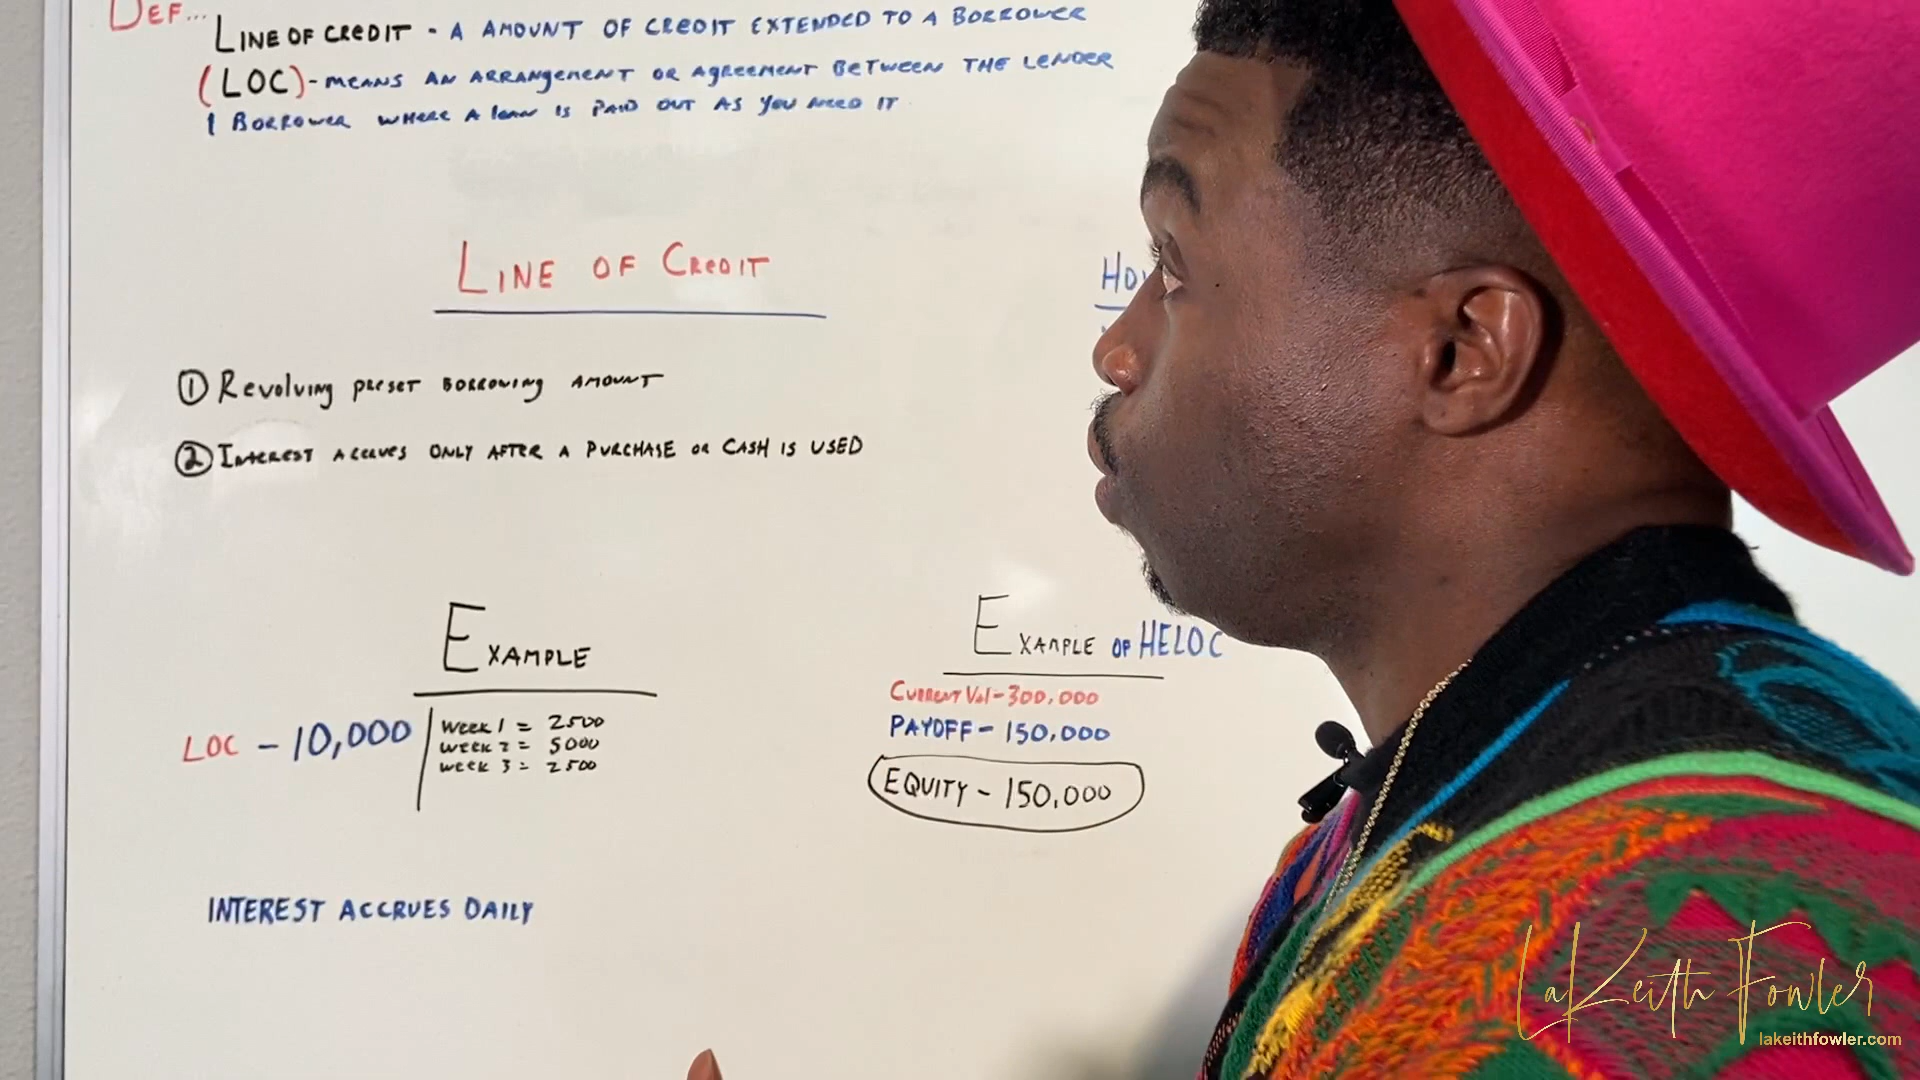 DEF...
LINE OF CREDIT - A AMOUNT OF CREDIT EXTENDED TO A BORROWER
(LOC) - MEANS AN ARRANGEMENT OR AGREEMENT BETWEEN THE LENDER
BORROWER WHERE A loan IS PAID OUT AS YOU NEED IT
LINE OF CREDIT
HO
① Revolving PRESET BORROWING AMOUNT
② INTEREST ACCRUES ONLY AFTER A PURCHASE OR CASH IS USED
EXAMPLE
LOC - 10,000
WEEK 1 = 2500
WEEK 2 = 5000
WEEK 3 = 2500
INTEREST ACCRUES DAILY
EXAMPLE OF HELOC
CURRENT Val - 300,000
PAYOFF - 150,000
EQUITY - 150,000
LaKeith Fowler
lakeithfowler.com